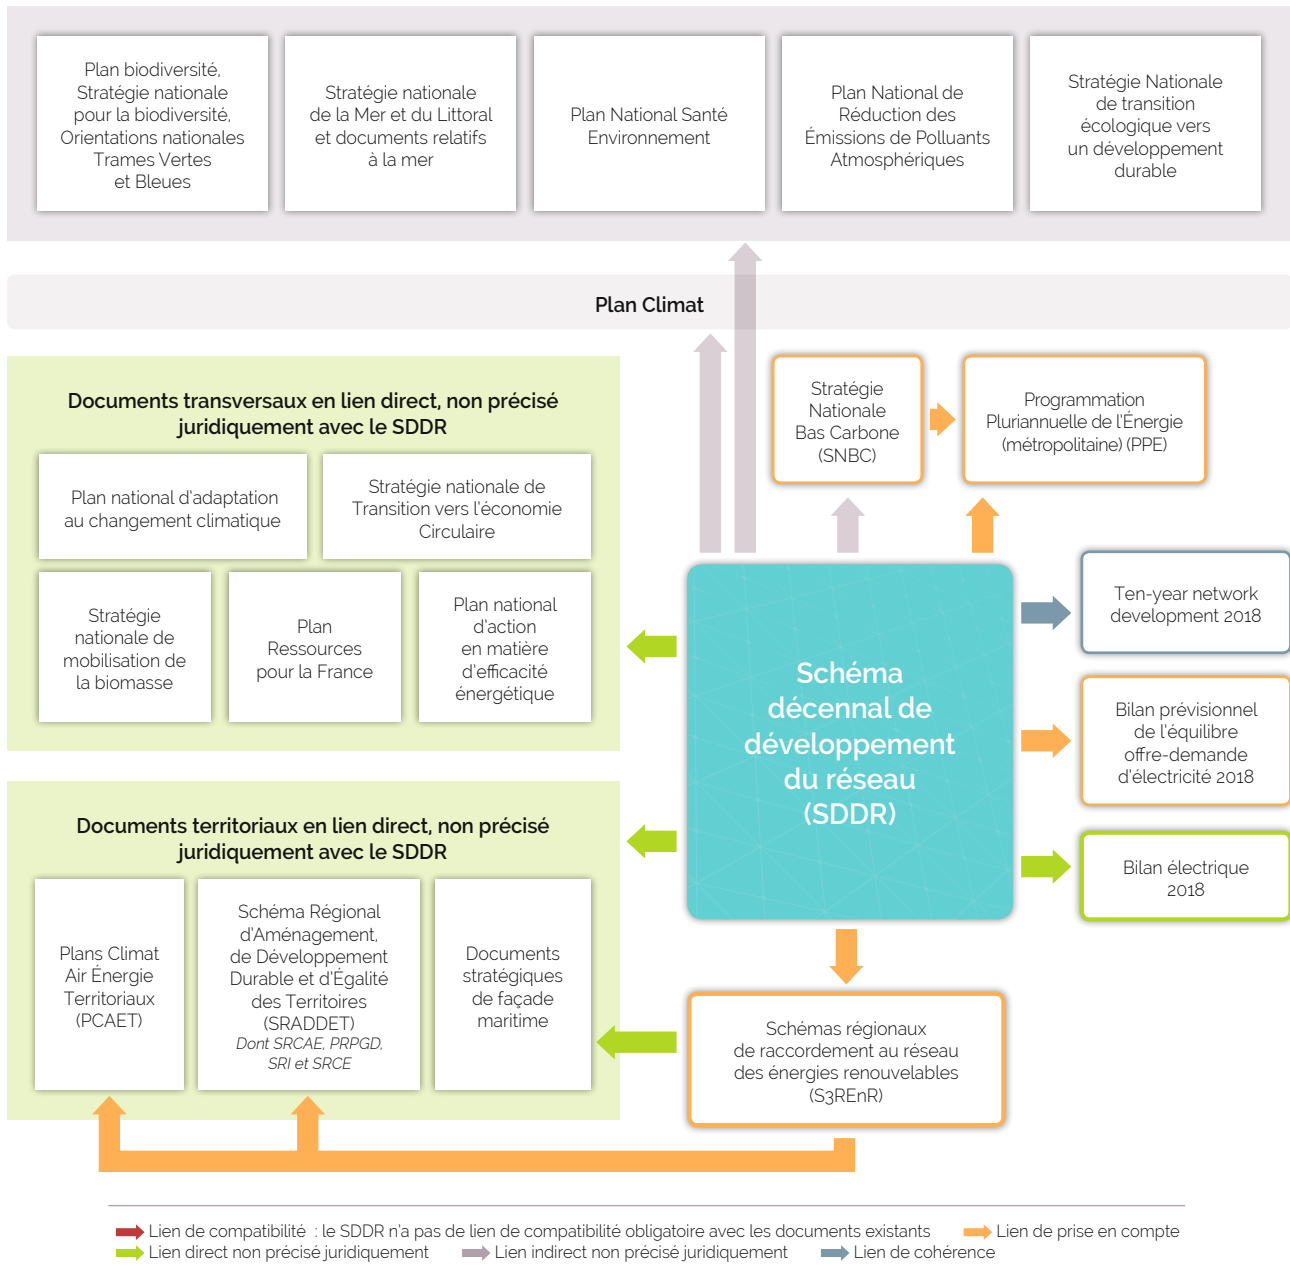 Plan biodiversité,
Stratégie nationale
pour la biodiversité,
Orientations nationales
Trames Vertes
et Bleues
Stratégie nationale
de la Mer et du Littoral
et documents relatifs
à la mer
Plan National Santé
Environnement
Plan National de
Réduction des
Émissions de Polluants
Atmosphériques
Stratégie Nationale
de transition
écologique vers
un développement
durable
Plan Climat
Documents transversaux en lien direct, non précisé
juridiquement avec le SDDR
Plan national d'adaptation
au changement climatique
Stratégie nationale de
Transition vers l'économie
Circulaire
Stratégie
nationale de
mobilisation de
la biomasse
Plan
Ressources
pour la France
Plan national
d'action
en matière
d'efficacité
énergétique
Stratégie
Nationale
Bas Carbone
(SNBC)
Programmation
Pluriannuelle de l'Énergie
(métropolitaine) (PPE)
Schéma
décennal de
développement
du réseau
(SDDR)
Ten-year network
development 2018
Bilan prévisionnel
de l'équilibre
offre-demande
d'électricité 2018
Bilan électrique
2018
Documents territoriaux en lien direct, non précisé
juridiquement avec le SDDR
Plans Climat
Air Énergie
Territoriaux
(PCAET)
Schéma Régional
d'Aménagement,
de Développement
Durable et d'Égalité
des Territoires
(SRADDET)
Dont SRCAE, PRPGD,
SRI et SRCE
Documents
stratégiques
de façade
maritime
Schémas régionaux
de raccordement au réseau
des énergies renouvelables
(S3REnR)
Lien de compatibilité : le SDDR n'a pas de lien de compatibilité obligatoire avec les documents existants Lien de prise en compte
Lien direct non précisé juridiquement Lien indirect non précisé juridiquement Lien de cohérence